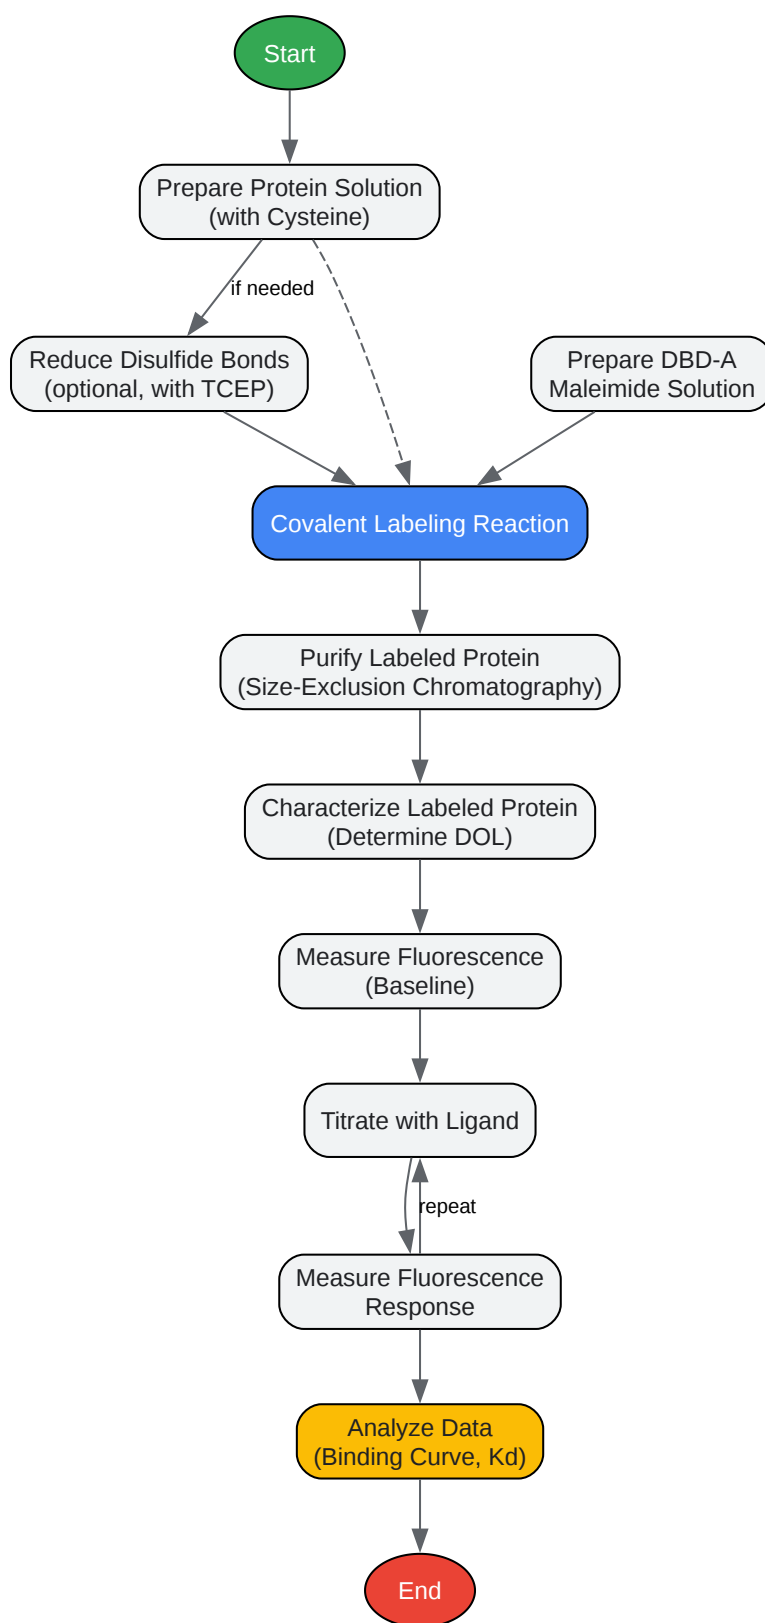 Start
Prepare Protein Solution
(with Cysteine)
if needed
Reduce Disulfide Bonds
(optional, with TCEP)
Prepare DBD-A
Maleimide Solution
Covalent Labeling Reaction
Purify Labeled Protein
(Size-Exclusion Chromatography)
Characterize Labeled Protein
(Determine DOL)
Measure Fluorescence
(Baseline)
Titrate with Ligand
repeat
Measure Fluorescence
Response
Analyze Data
(Binding Curve, Kd)
End